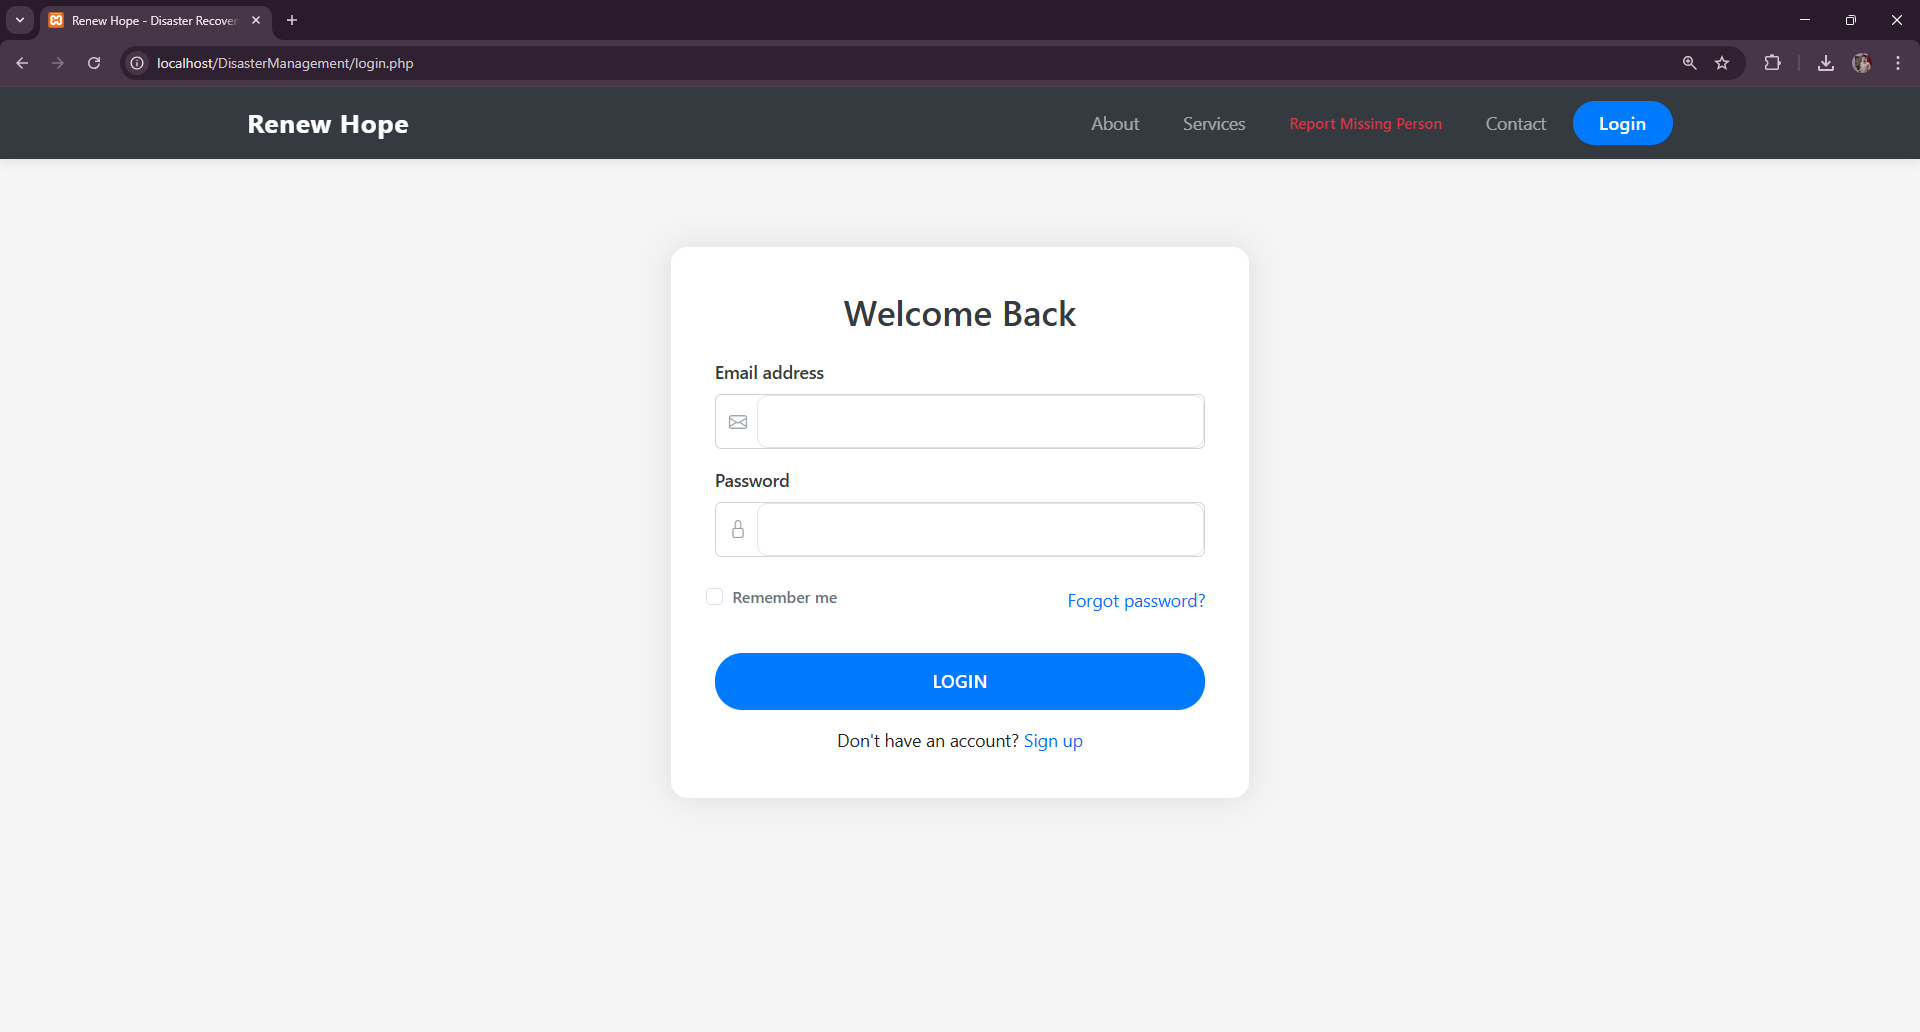 Renew Hope - Disaster Recover
localhost/DisasterManagement/login.php
Renew Hope
About Services Report Missing Person Contact Login
Welcome Back
Email address
Password
Remember me Forgot password?
LOGIN
Don't have an account? Sign up